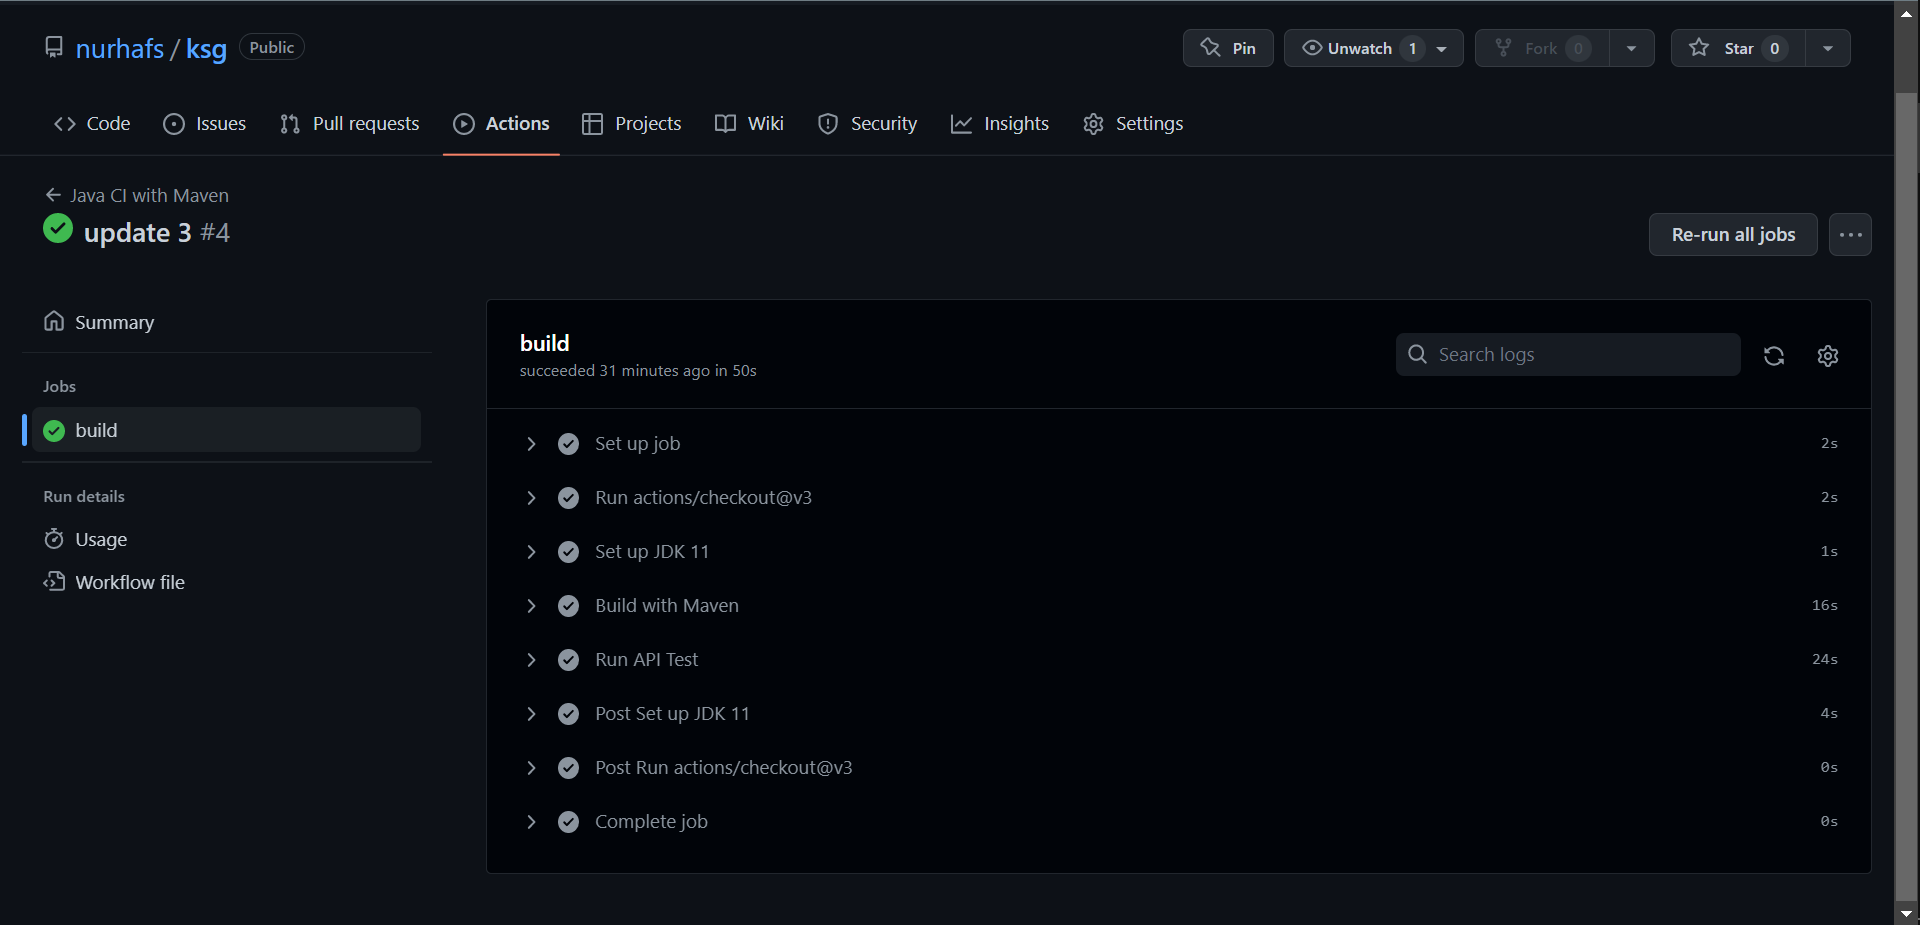 nurhafs / ksg Public
Pin Unwatch 1 Fork 0 Star 0
Code Issues Pull requests Actions Projects Wiki Security Insights Settings
Java CI with Maven
update 3 #4
Re-run all jobs
Summary
Jobs
build
Run details
Usage
Workflow file
build
succeeded 31 minutes ago in 50s
Search logs
Set up job 2s
Run actions/checkout@v3 2s
Set up JDK 11 1s
Build with Maven 16s
Run API Test 24s
Post Set up JDK 11 4s
Post Run actions/checkout@v3 0s
Complete job 0s